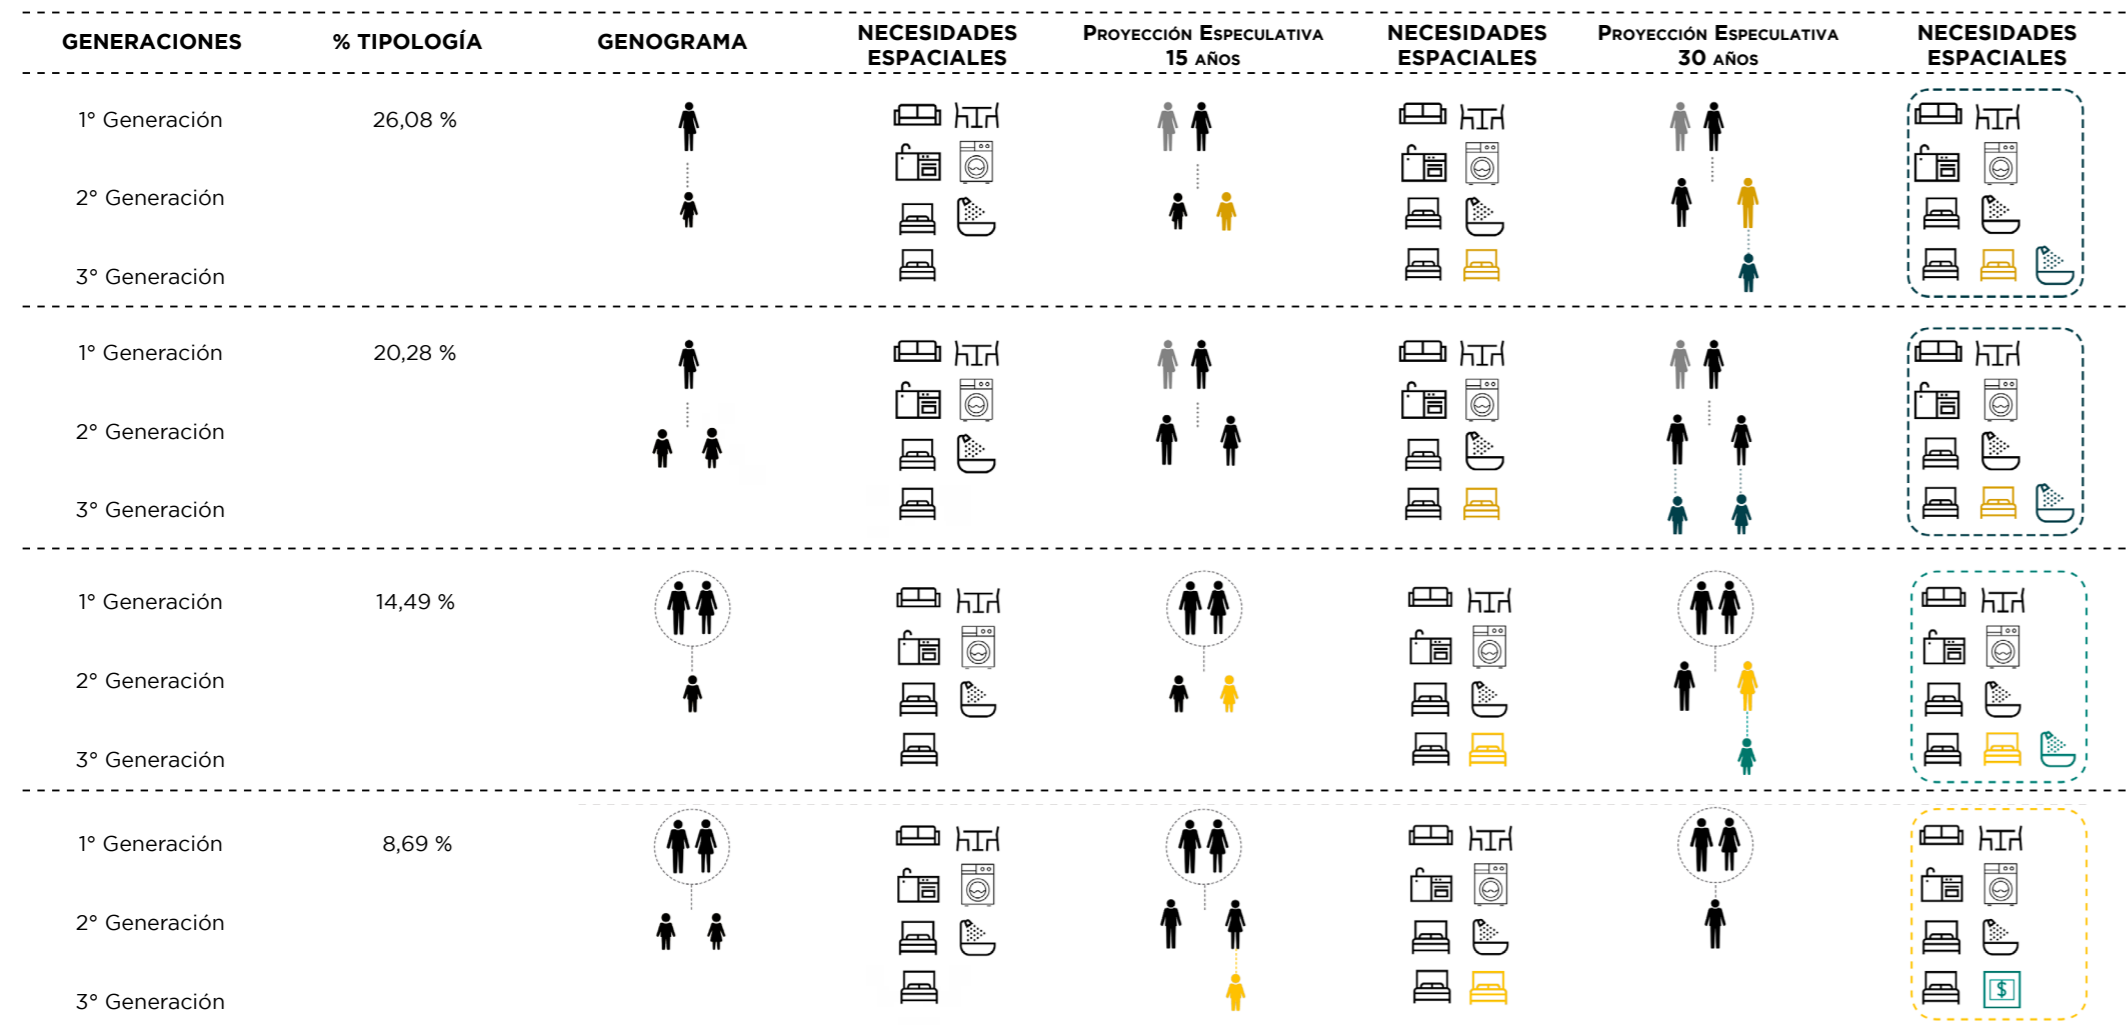 GENERACIONES
% TIPOLOGÍA
GENOGRAMA
NECESIDADES
ESPACIALES
Proyección Especulativa
15 años
NECESIDADES
ESPACIALES
Proyección Especulativa
30 años
NECESIDADES
ESPACIALES
1° Generación
26,08 %
2° Generación
3° Generación
1° Generación
20,28 %
2° Generación
3° Generación
1° Generación
14,49 %
2° Generación
3° Generación
1° Generación
8,69 %
2° Generación
3° Generación
$